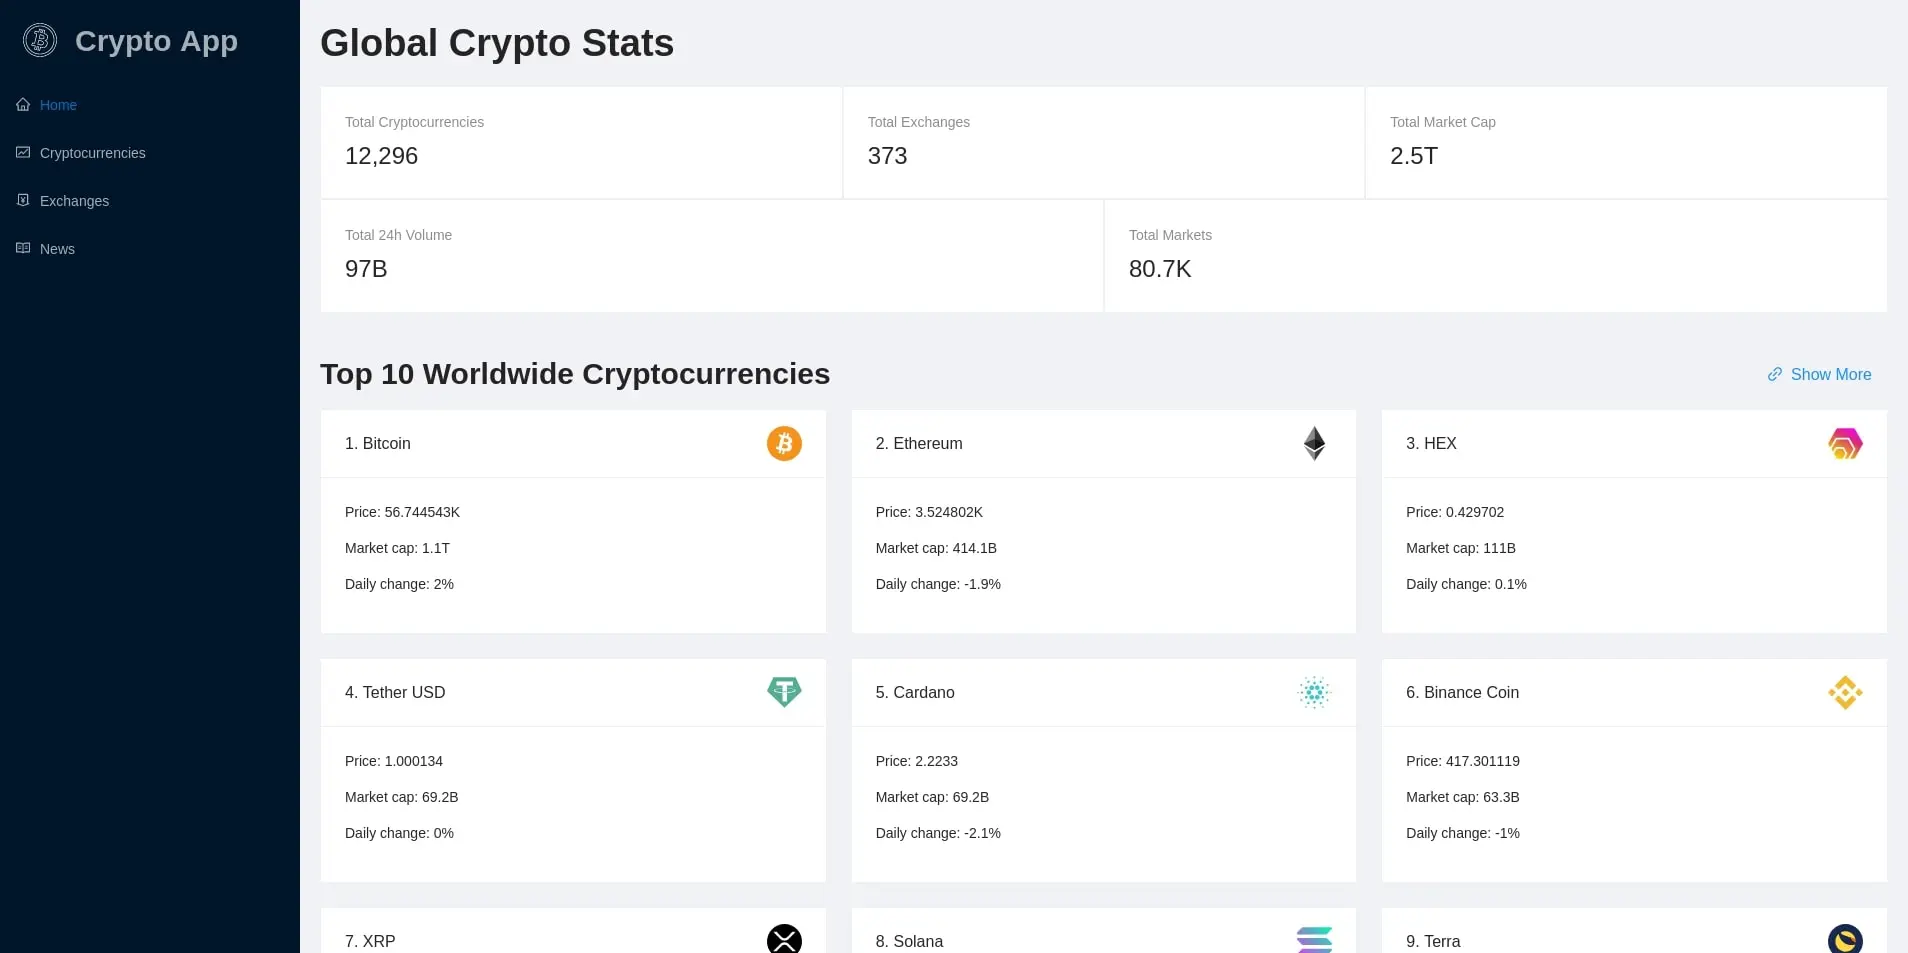 Crypto App
Home
Cryptocurrencies
Exchanges
News
Global Crypto Stats
Total Cryptocurrencies
12,296
Total Exchanges
373
Total Market Cap
2.5T
Total 24h Volume
97B
Total Markets
80.7K
Top 10 Worldwide Cryptocurrencies
Show More
1. Bitcoin
Price: 56.744543K
Market cap: 1.1T
Daily change: 2%
2. Ethereum
Price: 3.524802K
Market cap: 414.1B
Daily change: -1.9%
3. HEX
Price: 0.429702
Market cap: 111B
Daily change: 0.1%
4. Tether USD
Price: 1.000134
Market cap: 69.2B
Daily change: 0%
5. Cardano
Price: 2.2233
Market cap: 69.2B
Daily change: -2.1%
6. Binance Coin
Price: 417.301119
Market cap: 63.3B
Daily change: -1%
7. XRP
8. Solana
9. Terra